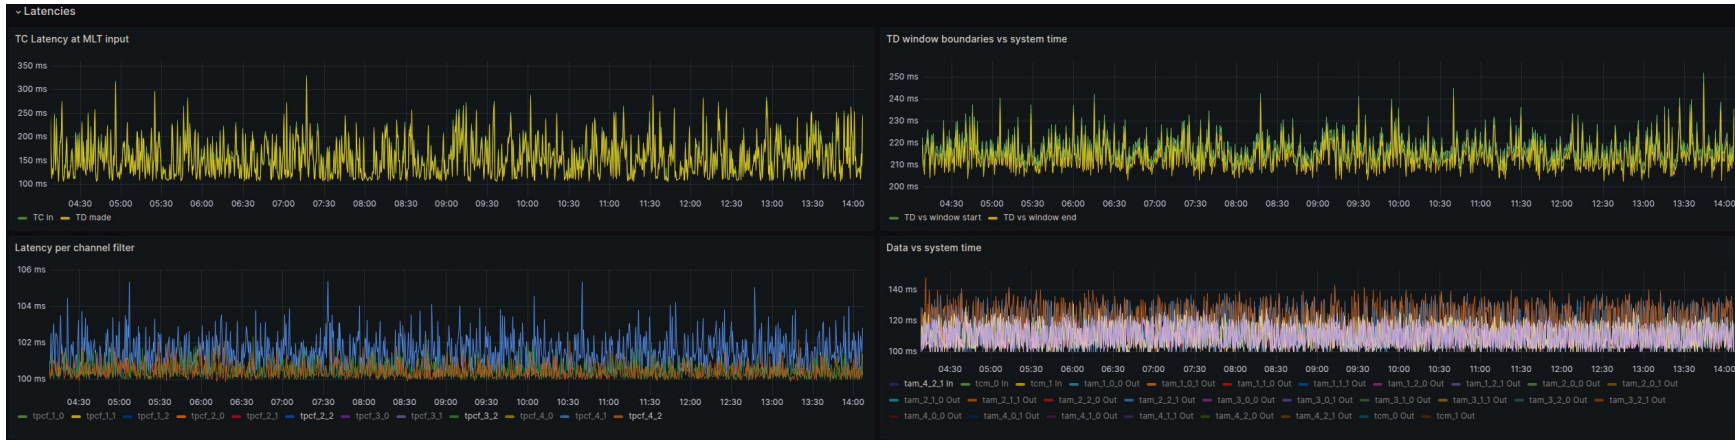 Latencies
TC Latency at MLT input
350 ms
300 ms
250 ms
200 ms
150 ms
100 ms
04:30 05:00 05:30 06:00 06:30 07:00 07:30 08:00 08:30 09:00 09:30 10:00 10:30 11:00 11:30 12:00 12:30 13:00 13:30 14:00
TC In TD made
TD window boundaries vs system time
250 ms
240 ms
230 ms
220 ms
210 ms
200 ms
04:30 05:00 05:30 06:00 06:30 07:00 07:30 08:00 08:30 09:00 09:30 10:00 10:30 11:00 11:30 12:00 12:30 13:00 13:30 14:00
TD vs window start TD vs window end
Latency per channel filter
106 ms
104 ms
102 ms
100 ms
04:30 05:00 05:30 06:00 06:30 07:00 07:30 08:00 08:30 09:00 09:30 10:00 10:30 11:00 11:30 12:00 12:30 13:00 13:30 14:00
tpcf_1_0 tpcf_1_1 tpcf_1_2 tpcf_2_0 tpcf_2_1 tpcf_2_2 tpcf_3_0 tpcf_3_1 tpcf_3_2 tpcf_4_0 tpcf_4_1 tpcf_4_2
Data vs system time
140 ms
120 ms
100 ms
04:30 05:00 05:30 06:00 06:30 07:00 07:30 08:00 08:30 09:00 09:30 10:00 10:30 11:00 11:30 12:00 12:30 13:00 13:30 14:00
tam_4_2_1 In tcm_0 In tcm_1 In tam_1_0_0 Out tam_1_0_1 Out tam_1_1_0 Out tam_1_1_1 Out tam_1_2_0 Out tam_1_2_1 Out tam_2_0_0 Out tam_2_0_1 Out
tam_2_1_0 Out tam_2_1_1 Out tam_2_2_0 Out tam_2_2_1 Out tam_3_0_0 Out tam_3_0_1 Out tam_3_1_0 Out tam_3_1_1 Out tam_3_2_0 Out tam_3_2_1 Out
tam_4_0_0 Out tam_4_0_1 Out tam_4_1_0 Out tam_4_1_1 Out tam_4_2_0 Out tam_4_2_1 Out tcm_0 Out tcm_1 Out